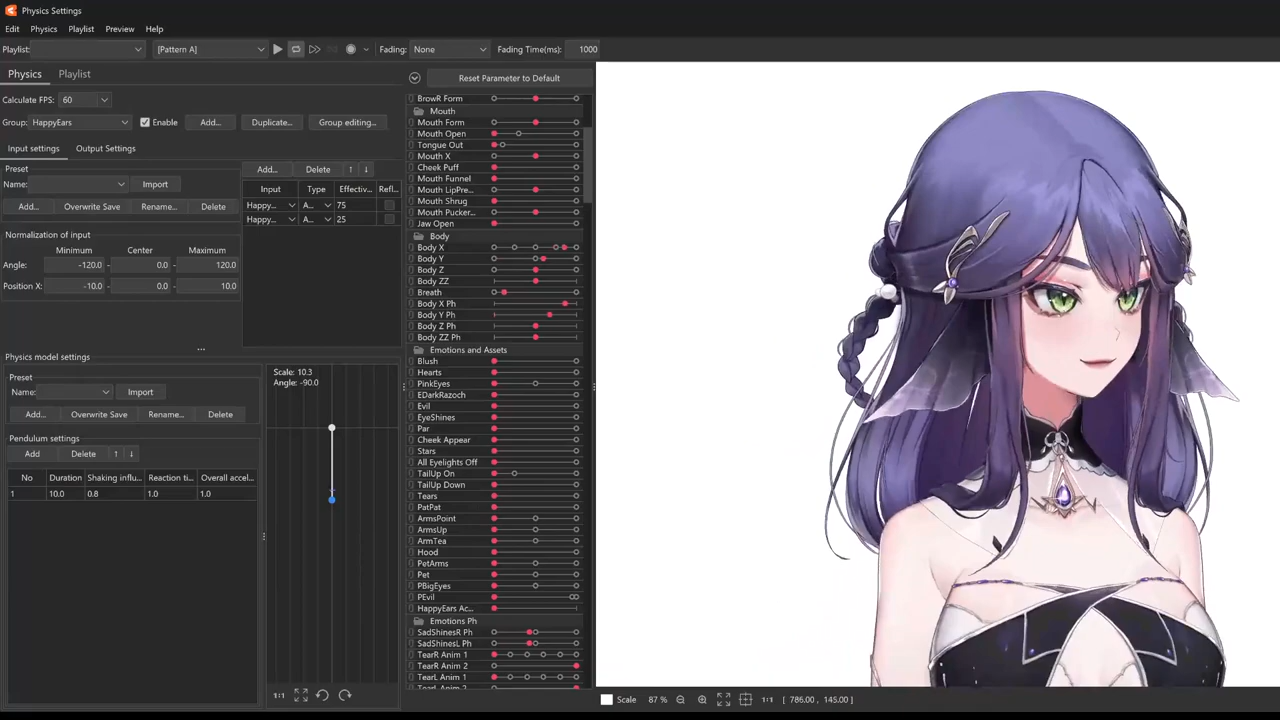 Physics Settings
Edit Physics Playlist Preview Help
Playlist: [Pattern A] Fading: None Fading Time(ms): 1000
Physics Playlist
Calculate FPS: 60
Group: HappyEars Enable Add... Duplicate... Group editing...
Input settings Output Settings
Preset
Name: Import
Add... Overwrite Save Rename... Delete
Normalization of input
Minimum Center Maximum
Angle: -120.0 – 0.0 – 120.0
Position X: -10.0 – 0.0 – 10.0
Add... Delete ↑ ↓
Input Type Effectiv... Refl...
Happy... A... 75
Happy... A... 25
Physics model settings
Preset
Name: Import
Add... Overwrite Save Rename... Delete
Pendulum settings
Add Delete ↑ ↓
No Duration Shaking influ... Reaction ti... Overall accel...
1 10.0 0.8 1.0 1.0
Scale: 10.3
Angle: -90.0
1:1
Reset Parameter to Default
BrowR Form
Mouth
Mouth Form
Mouth Open
Tongue Out
Mouth X
Cheek Puff
Mouth Funnel
Mouth LipPre...
Mouth Shrug
Mouth Pucker...
Jaw Open
Body
Body X
Body Y
Body Z
Body ZZ
Breath
Body X Ph
Body Y Ph
Body Z Ph
Body ZZ Ph
Emotions and Assets
Blush
Hearts
PinkEyes
EDarkRazoch
Evil
EyeShines
Par
Cheek Appear
Stars
All Eyelights Off
TailUp On
TailUp Down
Tears
PatPat
ArmsPoint
ArmsUp
ArmTea
Hood
PetArms
Pet
PBigEyes
PEvil
HappyEars Ac...
Emotions Ph
SadShinesR Ph
SadShinesL Ph
TearR Anim 1
TearR Anim 2
TearL Anim 1
TearL Anim 2
Scale 87 % 1:1 [ 786.00 , 145.00 ]